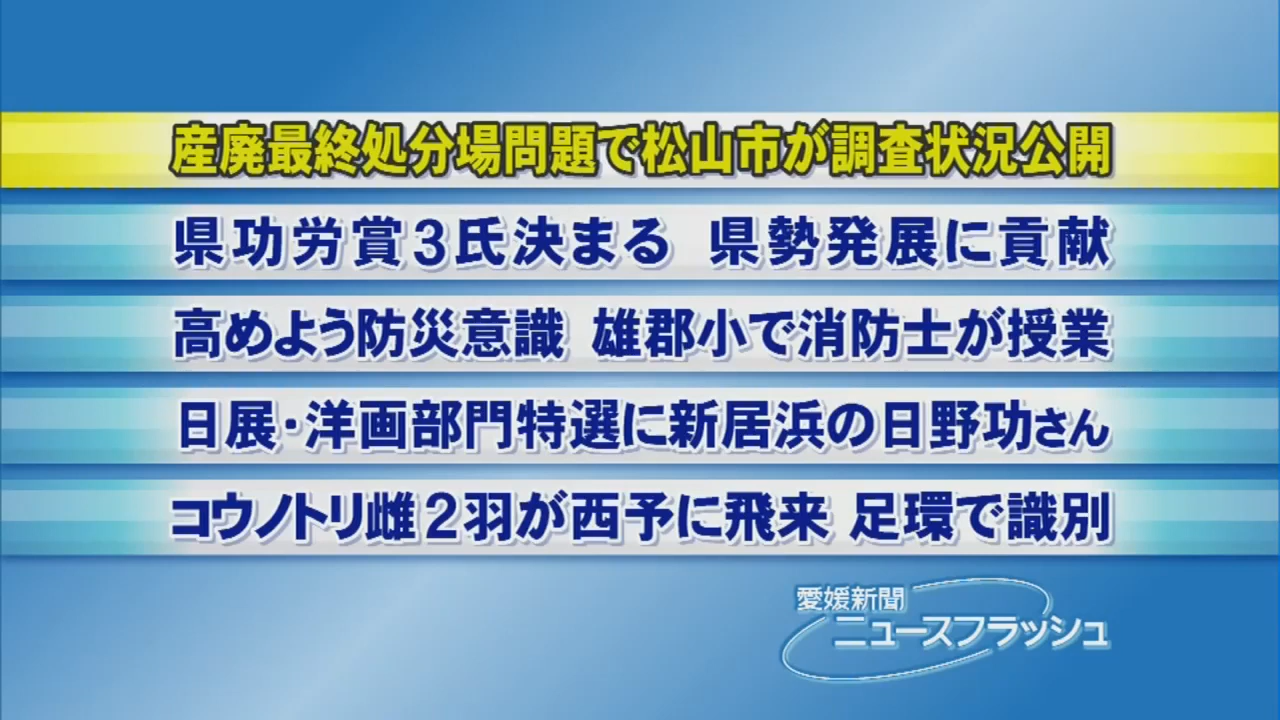 産廃最終処分場問題で松山市が調査状況公開
県功労賞3氏決まる 県勢発展に貢献
高めよう防災意識 雄郡小で消防士が授業
日展・洋画部門特選に新居浜の日野功さん
コウノトリ雌2羽が西予に飛来 足環で識別
愛媛新聞
ニュースフラッシュ